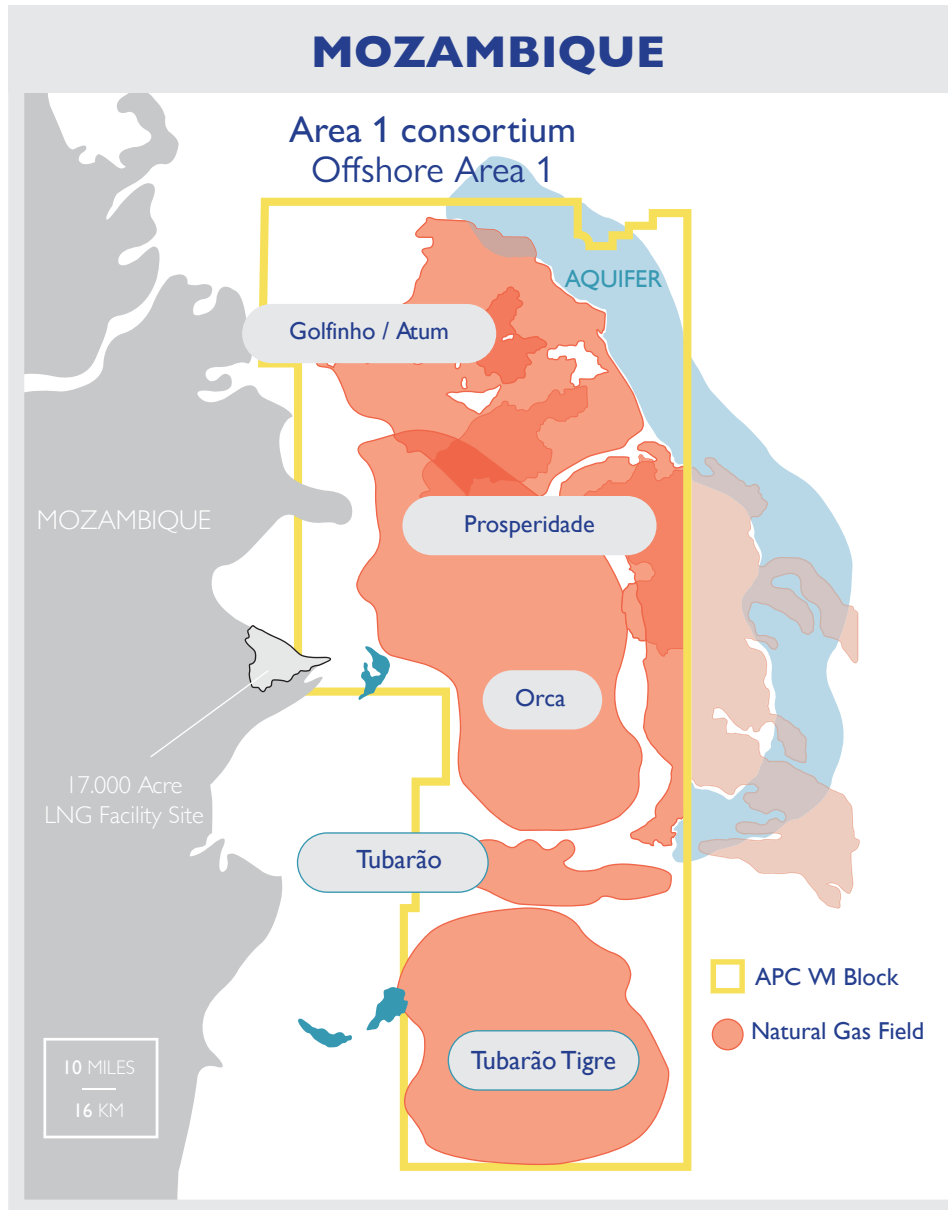 MOZAMBIQUE
Area 1 consortium
Offshore Area 1
AQUIFER
Golfinho / Atum
MOZAMBIQUE
Prosperidade
Orca
17.000 Acre
LNG Facility Site
Tubarão
APC WI Block
Natural Gas Field
Tubarão Tigre
10 MILES
16 KM